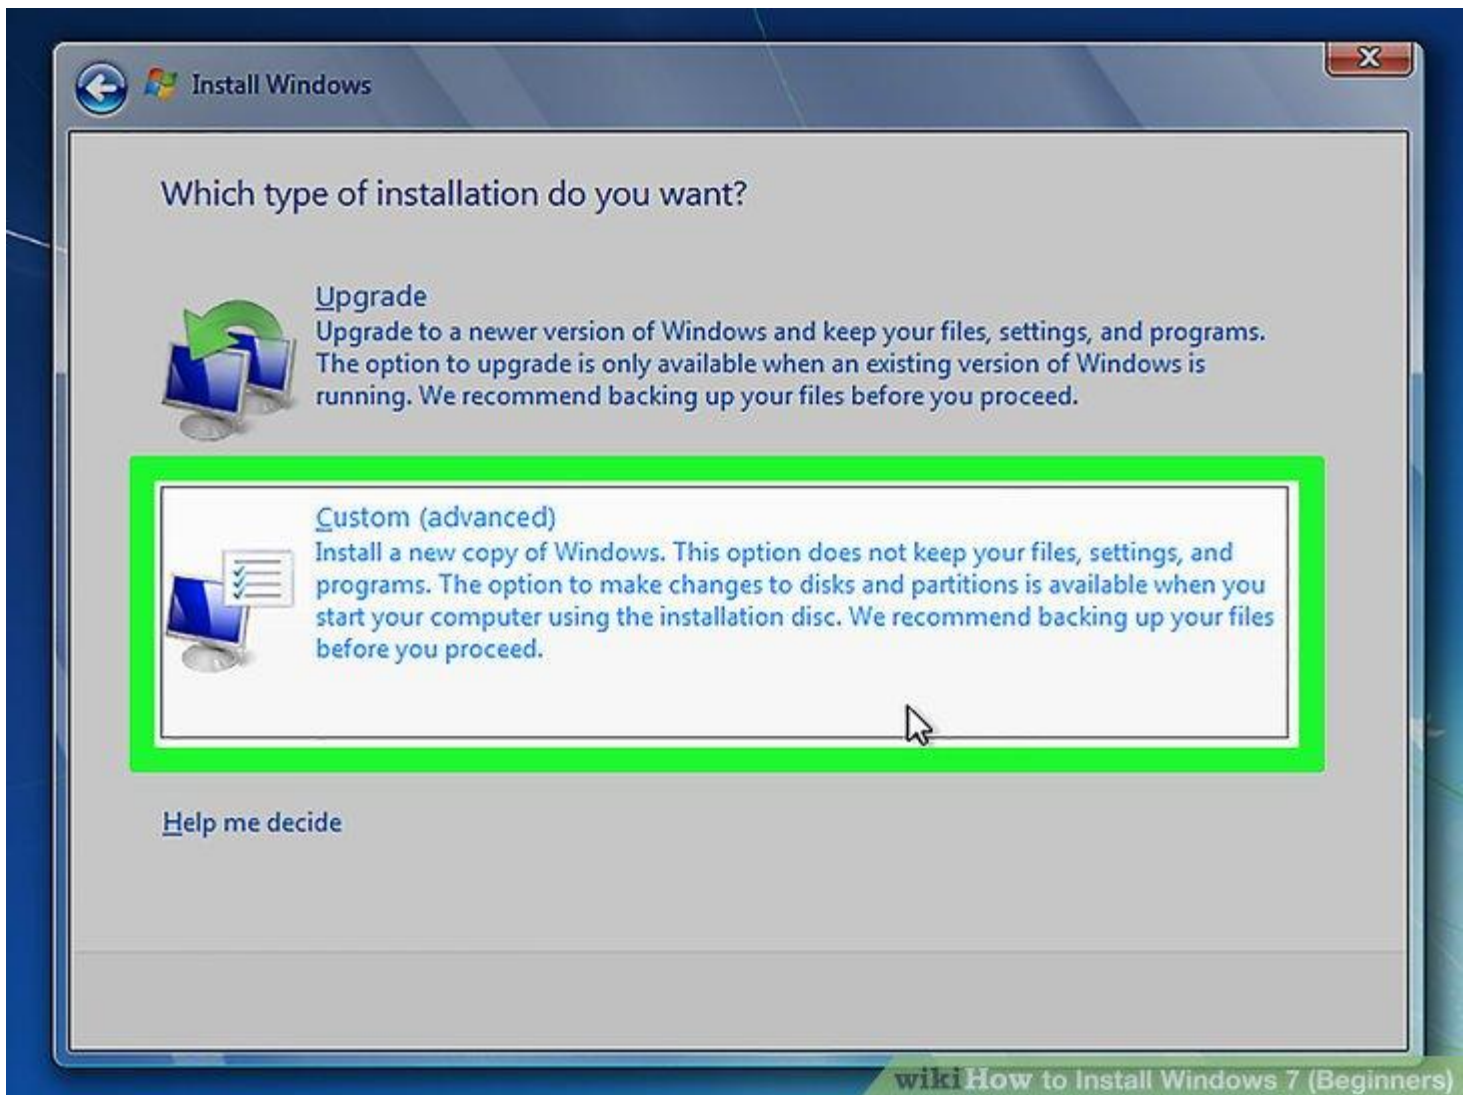 Install Windows
Which type of installation do you want?
Upgrade
Upgrade to a newer version of Windows and keep your files, settings, and programs.
The option to upgrade is only available when an existing version of Windows is
running. We recommend backing up your files before you proceed.
Custom (advanced)
Install a new copy of Windows. This option does not keep your files, settings, and
programs. The option to make changes to disks and partitions is available when you
start your computer using the installation disc. We recommend backing up your files
before you proceed.
Help me decide
wikiHow to Install Windows 7 (Beginners)